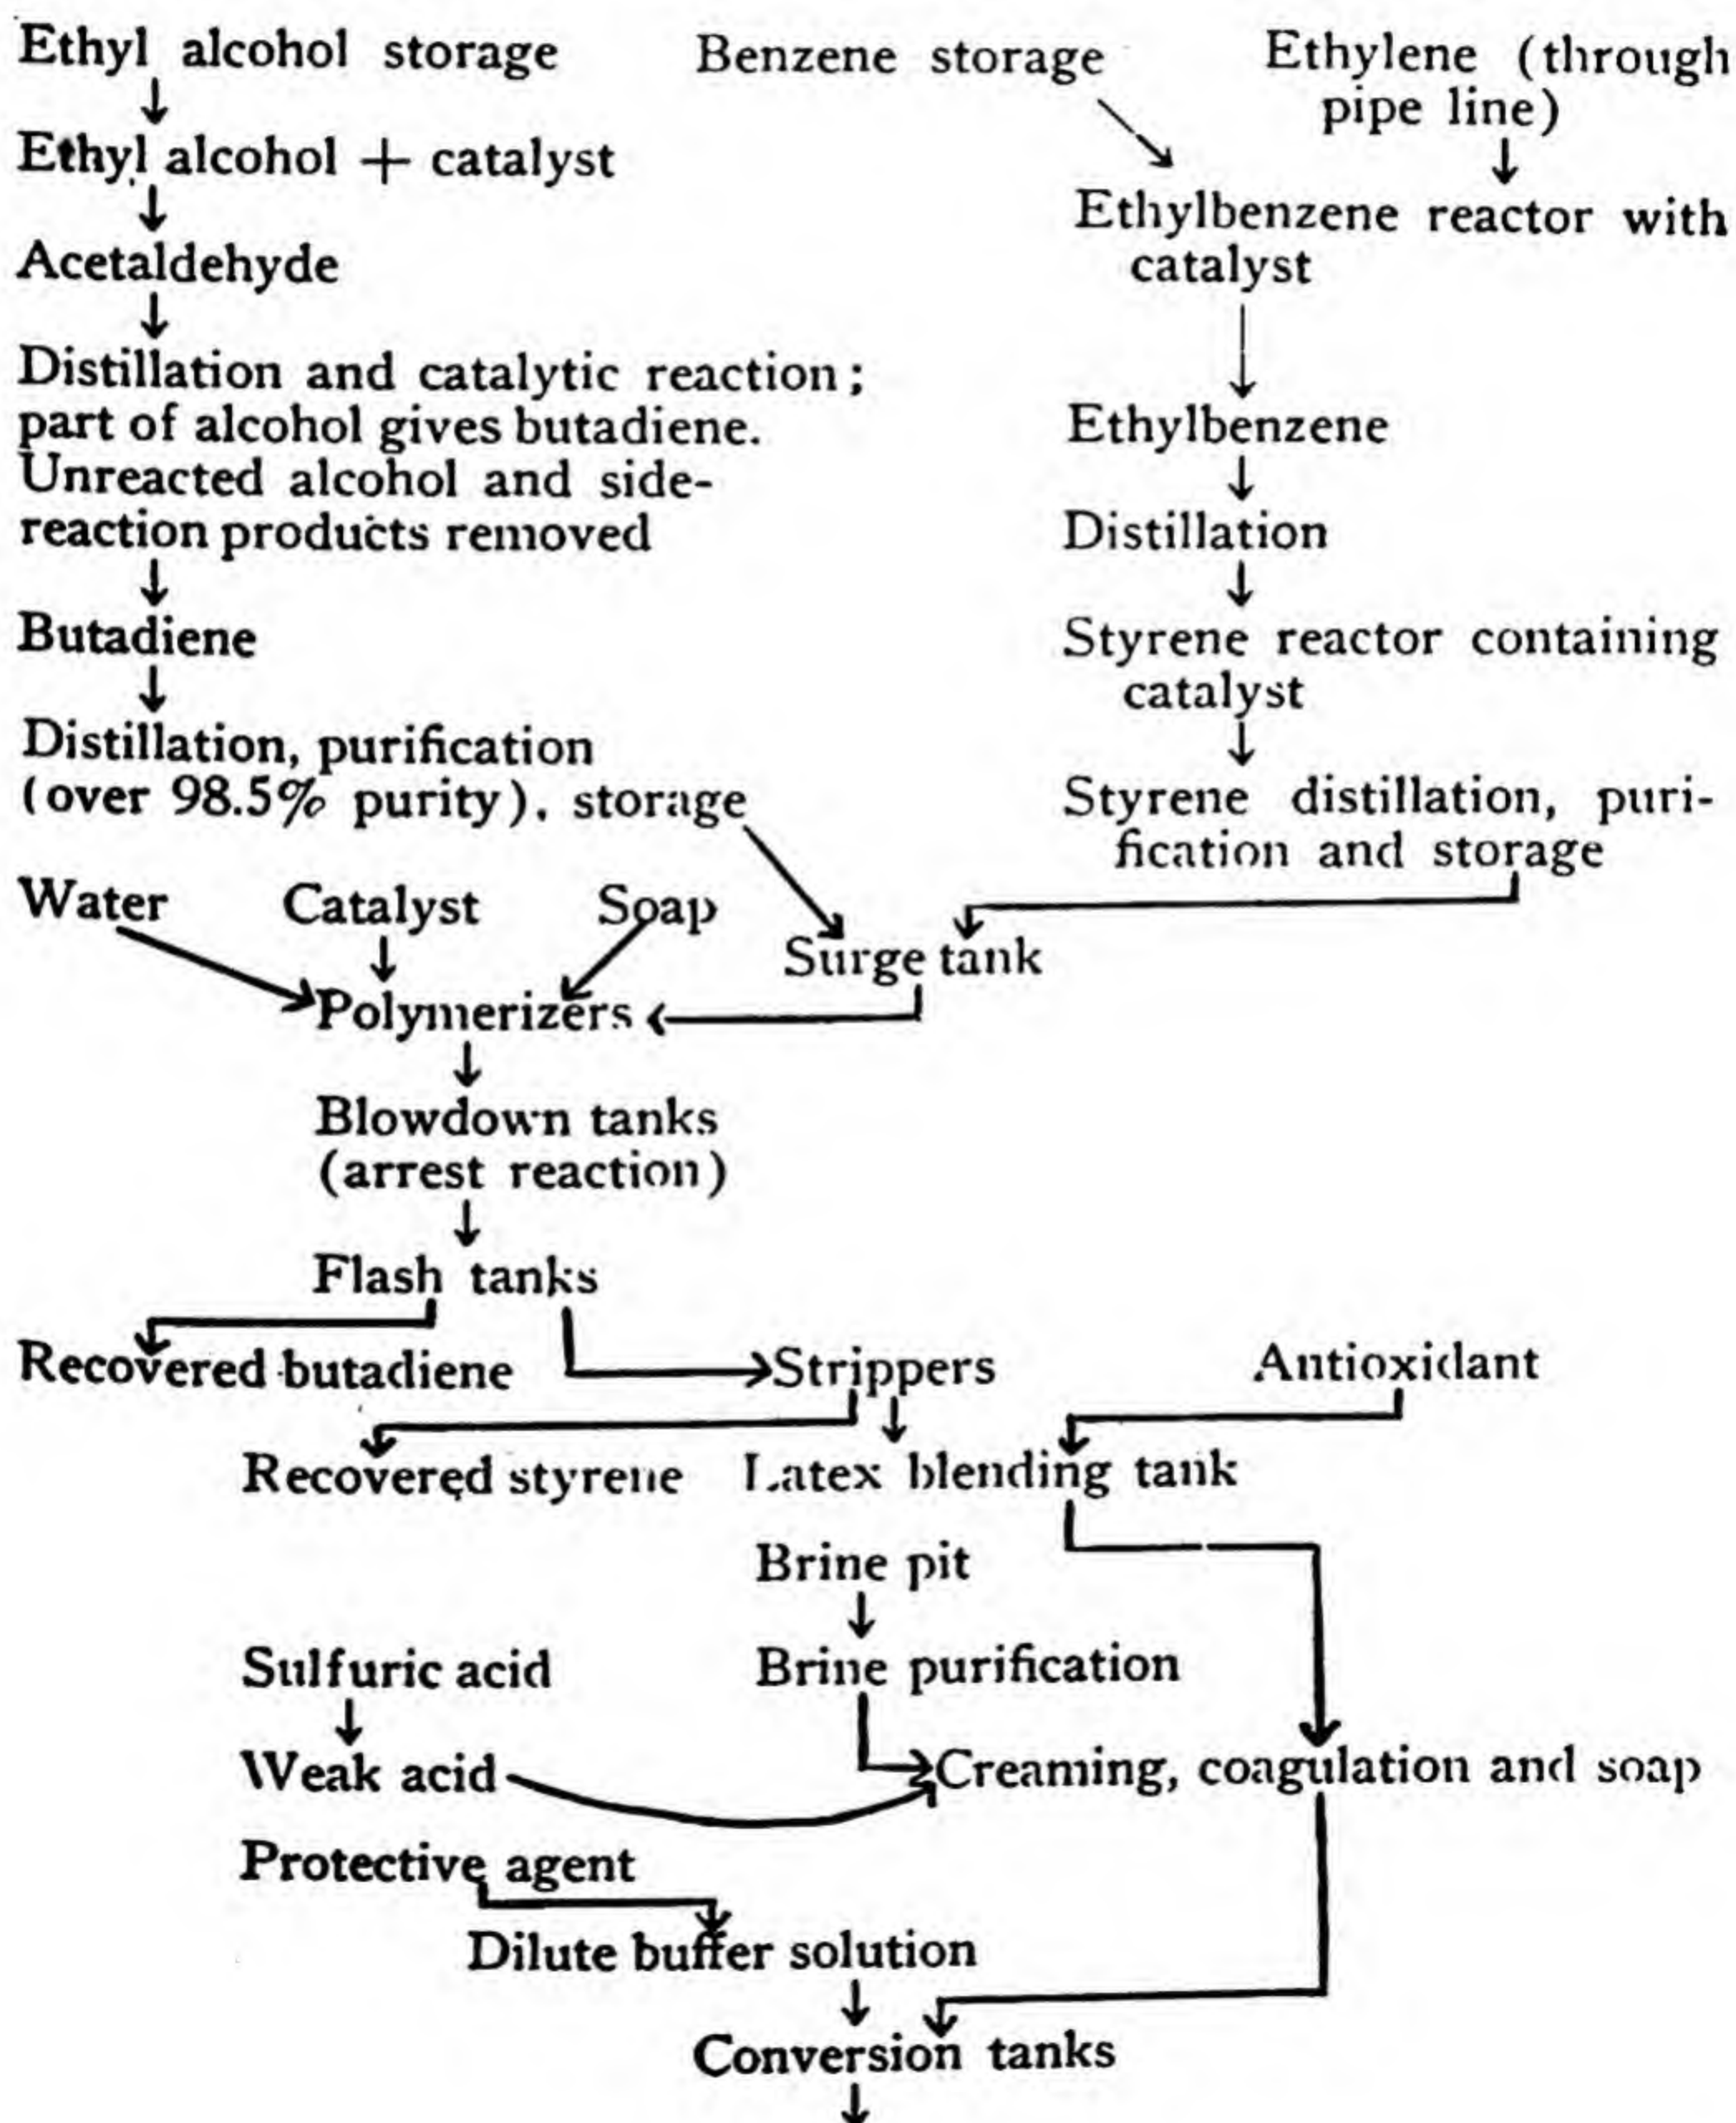 Ethyl alcohol storage
Benzene storage
Ethylene (through
pipe line)
Ethyl alcohol + catalyst
Ethylbenzene reactor with
catalyst
Acetaldehyde
Distillation and catalytic reaction;
part of alcohol gives butadiene.
Unreacted alcohol and side-
reaction products removed
Ethylbenzene
Distillation
Butadiene
Styrene reactor containing
catalyst
Distillation, purification
(over 98.5% purity), storage
Styrene distillation, puri-
fication and storage
Water
Catalyst
Soap
Surge tank
Polymerizers
Blowdown tanks
(arrest reaction)
Flash tanks
Recovered butadiene
Strippers
Antioxidant
Recovered styrene
Latex blending tank
Brine pit
Sulfuric acid
Brine purification
Weak acid
Creaming, coagulation and soap
Protective agent
Dilute buffer solution
Conversion tanks